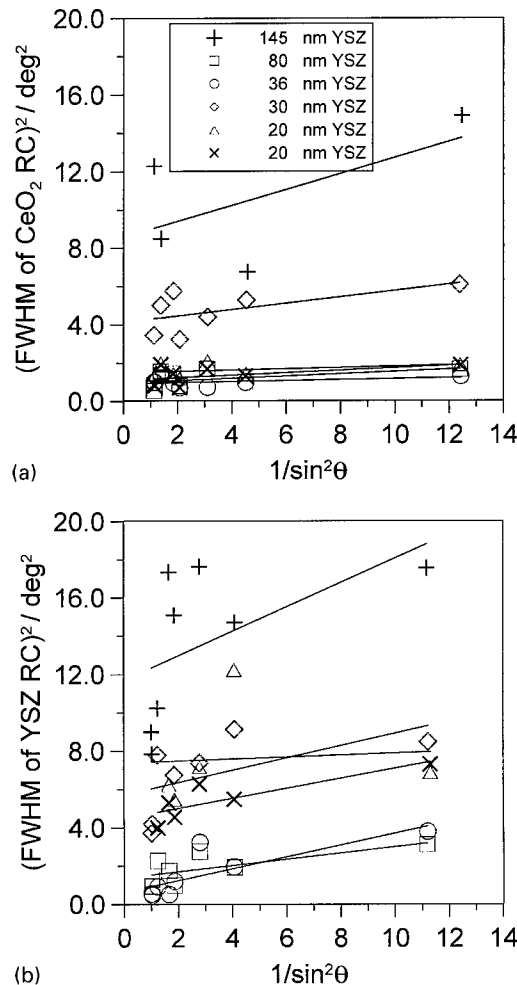 20.0
16.0
12.0
8.0
4.0
0.0
(FWHM of CeO₂ RC)² / deg²
+ 145 nm YSZ
□ 80 nm YSZ
○ 36 nm YSZ
◇ 30 nm YSZ
△ 20 nm YSZ
× 20 nm YSZ
0 2 4 6 8 10 12 14
1/sin²θ
(a)
20.0
16.0
12.0
8.0
4.0
0.0
(FWHM of YSZ RC)² / deg²
0 2 4 6 8 10 12 14
1/sin²θ
(b)